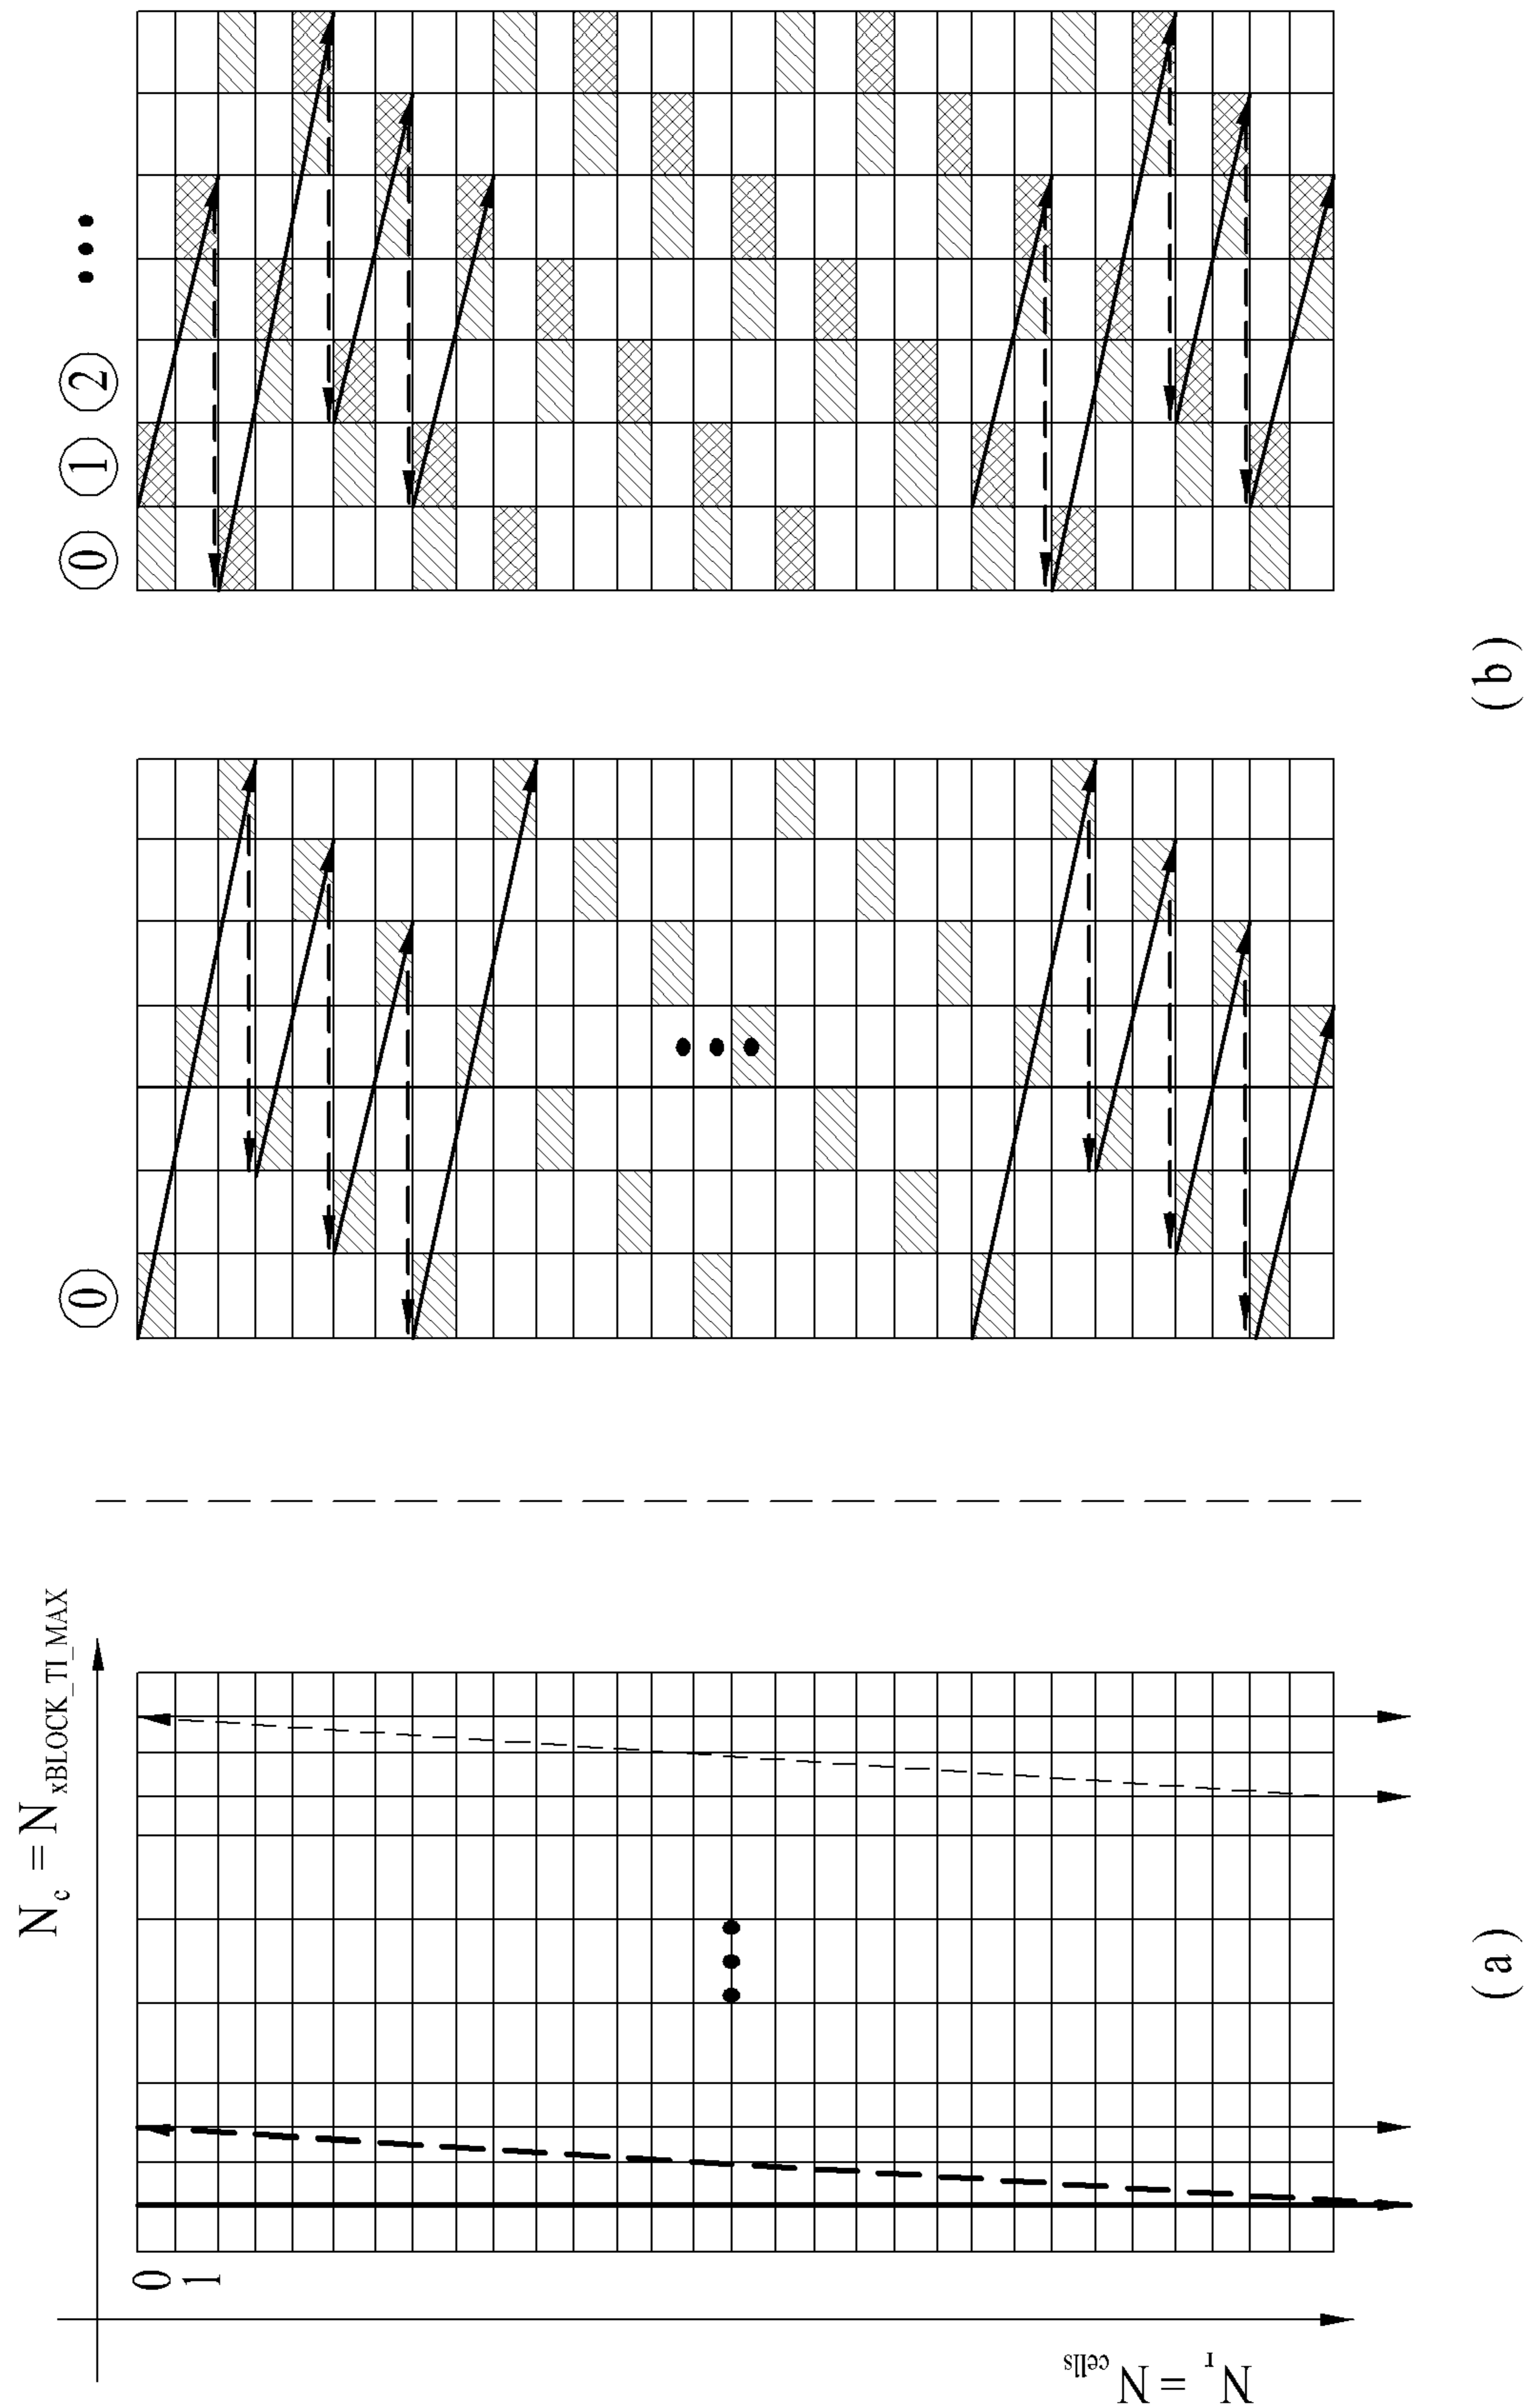 N_c = N_xBLOCK_TI_MAX
0
1
N_r = N_cells
0
0 1 2 •••
(a)
(b)